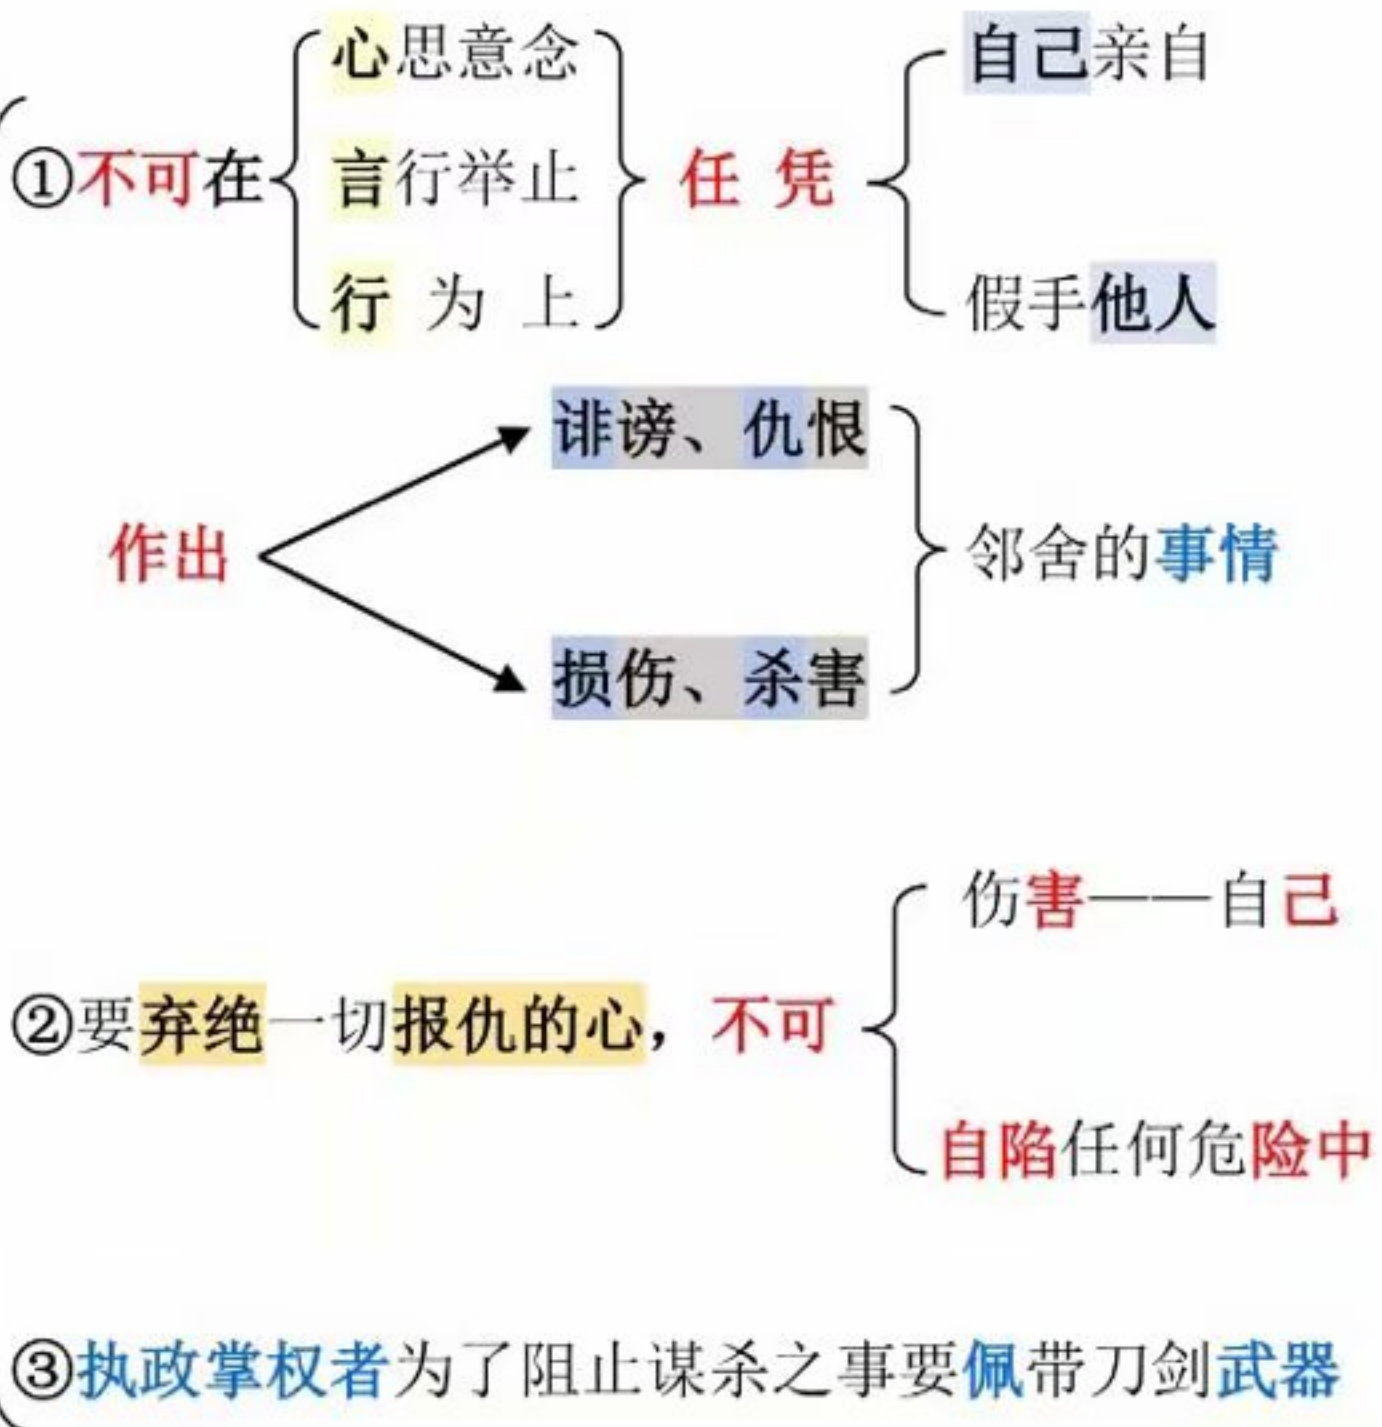 心思意念
自己亲自
①不可在
言行举止
任 凭
行 为 上
假手他人
诽谤、仇恨
作出
邻舍的事情
损伤、杀害
伤害——自己
②要弃绝一切报仇的心，不可
自陷任何危险中
③执政掌权者为了阻止谋杀之事要佩带刀剑武器